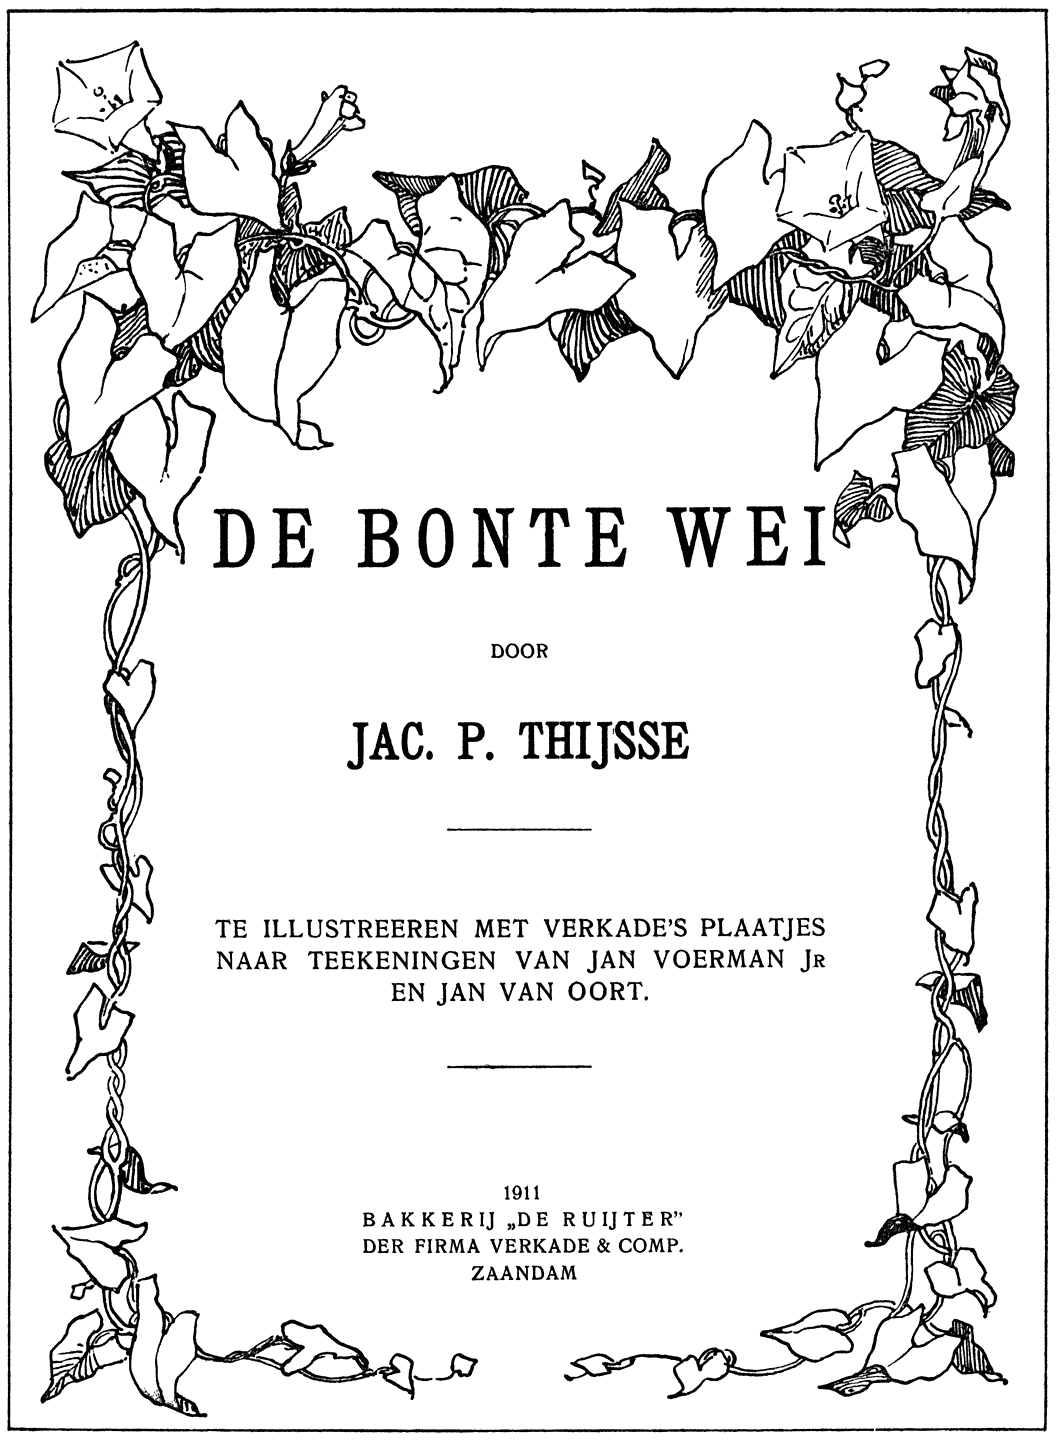 DE BONTE WEI
DOOR
JAC. P. THIJSSE
TE ILLUSTREEREN MET VERKADE'S PLAATJES
NAAR TEEKENINGEN VAN JAN VOERMAN JR
EN JAN VAN OORT.
1911
BAKKERIJ „DE RUIJTER”
DER FIRMA VERKADE & COMP.
ZAANDAM